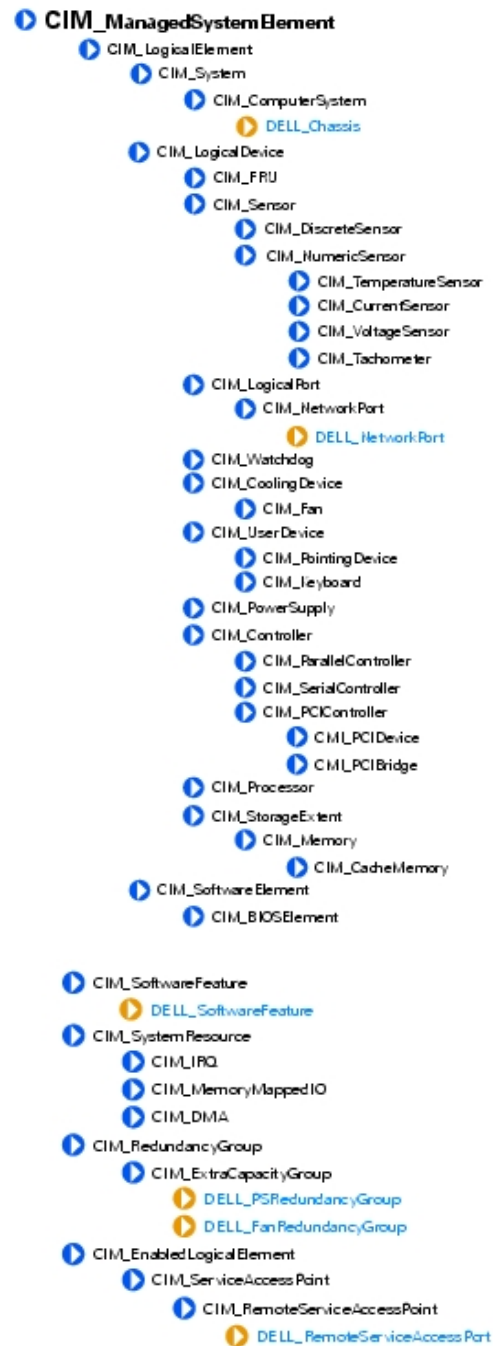 CIM_ManagedSystemElement
CIM_LogicalElement
CIM_System
CIM_ComputerSystem
DELL_Chassis
CIM_LogicalDevice
CIM_FRU
CIM_Sensor
CIM_DiscreteSensor
CIM_NumericSensor
CIM_TemperatureSensor
CIM_CurrentSensor
CIM_VoltageSensor
CIM_Tachometer
CIM_LogicalPort
CIM_NetworkPort
DELL_NetworkPort
CIM_Watchdog
CIM_CoolingDevice
CIM_Fan
CIM_UserDevice
CIM_PointingDevice
CIM_Keyboard
CIM_PowerSupply
CIM_Controller
CIM_ParallelController
CIM_SerialController
CIM_PCIController
CMI_PCIDevice
CMI_PCIBridge
CIM_Processor
CIM_StorageExtent
CIM_Memory
CIM_CacheMemory
CIM_SoftwareElement
CIM_BIOSElement
CIM_SoftwareFeature
DELL_SoftwareFeature
CIM_SystemResource
CIM_IRQ
CIM_MemoryMappedIO
CIM_DMA
CIM_RedundancyGroup
CIM_ExtraCapacityGroup
DELL_PSRedundancyGroup
DELL_FanRedundancyGroup
CIM_EnabledLogicalElement
CIM_ServiceAccessPoint
CIM_RemoteServiceAccessPoint
DELL_RemoteServiceAccessPort